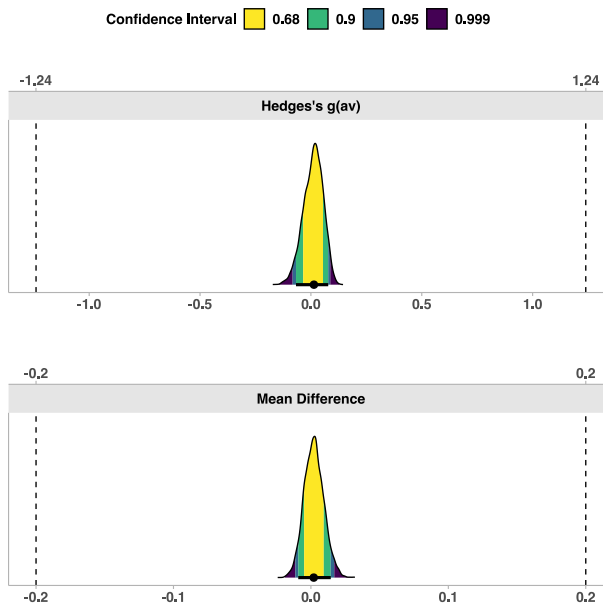 Confidence Interval 0.68 0.9 0.95 0.999
-1.24 1.24
Hedges's g(av)
-1.0 -0.5 0.0 0.5 1.0
-0.2 0.2
Mean Difference
-0.2 -0.1 0.0 0.1 0.2